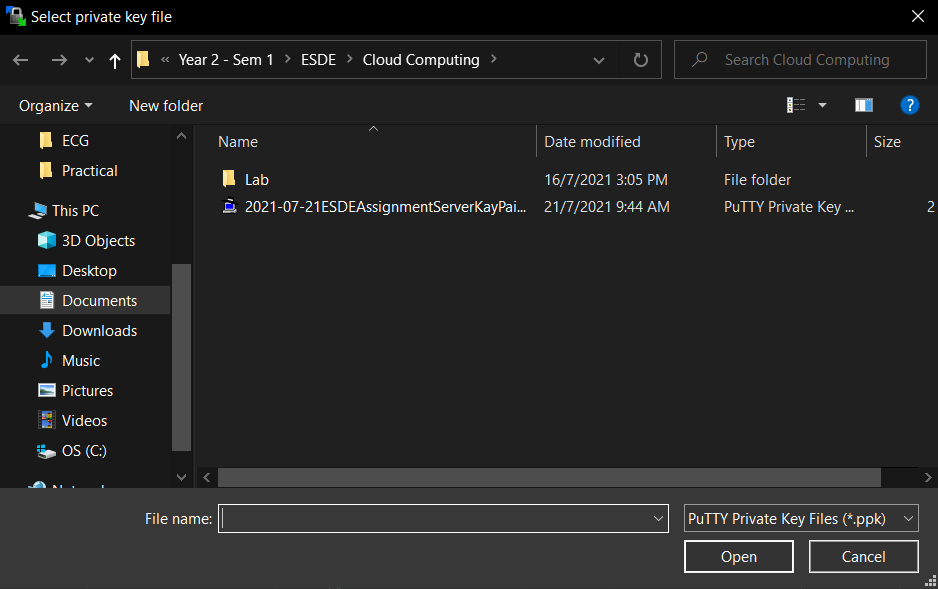 Select private key file
« Year 2 - Sem 1 > ESDE > Cloud Computing >
Search Cloud Computing
Organize
New folder
?
ECG
Practical
This PC
3D Objects
Desktop
Documents
Downloads
Music
Pictures
Videos
OS (C:)
Name
Date modified
Type
Size
Lab
16/7/2021 3:05 PM
File folder
2021-07-21ESDEAssignmentServerKayPai...
21/7/2021 9:44 AM
PuTTY Private Key ...
2
File name:
PuTTY Private Key Files (*.ppk)
Open
Cancel